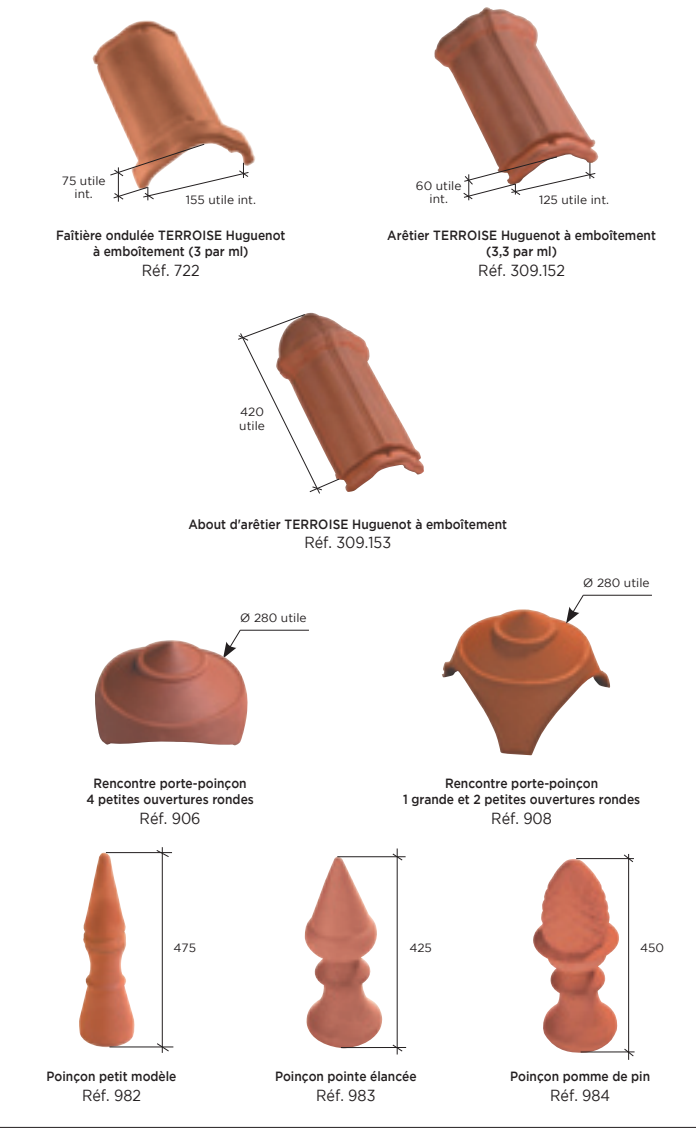 75 utile
int.
155 utile int.
60 utile
int.
125 utile int.
Faîtière ondulée TERROISE Huguenot
à emboîtement (3 par ml)
Réf. 722
Arêtier TERROISE Huguenot à emboîtement
(3,3 par ml)
Réf. 309.152
420
utile
About d'arêtier TERROISE Huguenot à emboîtement
Réf. 309.153
Ø 280 utile
Ø 280 utile
Rencontre porte-poinçon
4 petites ouvertures rondes
Réf. 906
Rencontre porte-poinçon
1 grande et 2 petites ouvertures rondes
Réf. 908
475
425
450
Poinçon petit modèle
Réf. 982
Poinçon pointe élancée
Réf. 983
Poinçon pomme de pin
Réf. 984